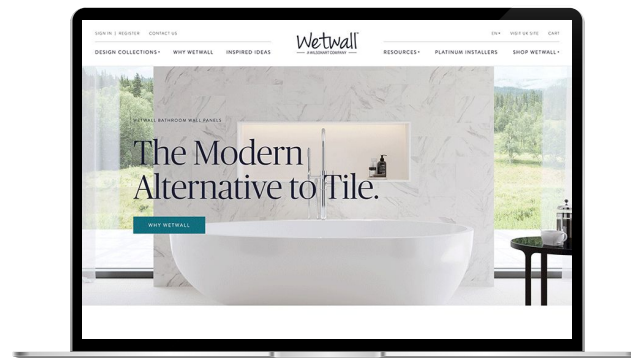 SIGN IN | REGISTER CONTACT US
EN VISIT UK SITE CART
Wetwall
A WILSONART COMPANY
DESIGN COLLECTIONS WHY WETWALL INSPIRED IDEAS
RESOURCES PLATINUM INSTALLERS SHOP WETWALL
WETWALL BATHROOM WALL PANELS
The Modern
Alternative to Tile.
WHY WETWALL